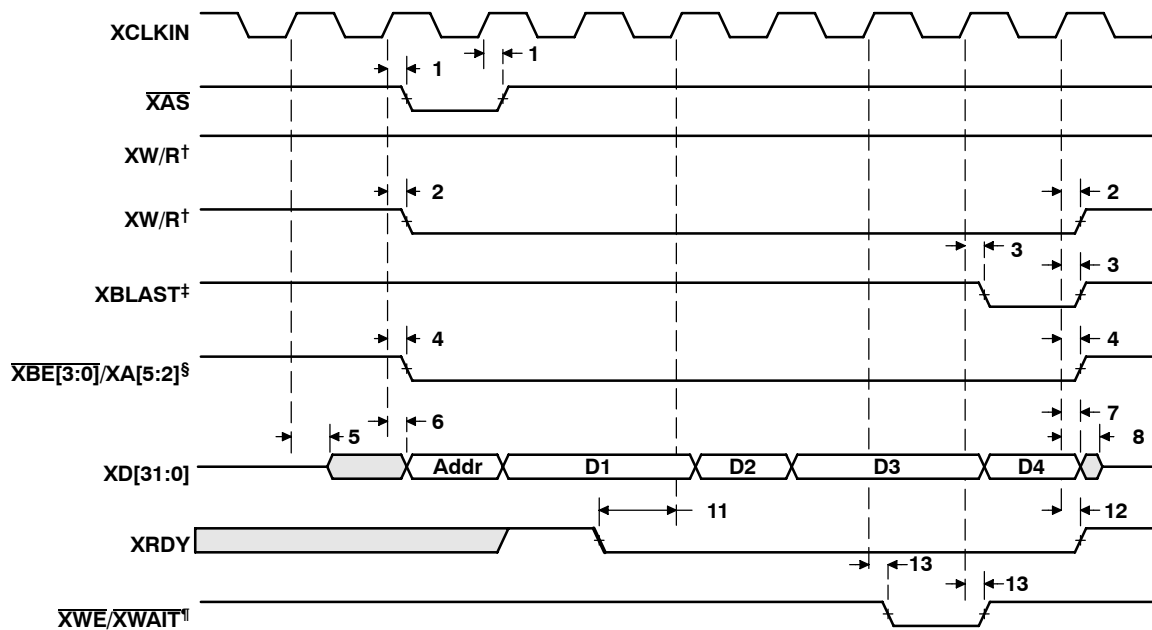 XCLKIN
1
1
XAS
XW/R†
2
2
XW/R†
3
3
XBLAST‡
4
4
XBE[3:0]/XA[5:2]§
6
7
5
8
XD[31:0]
Addr
D1
D2
D3
D4
11
12
XRDY
13
13
XWE/XWAIT¶